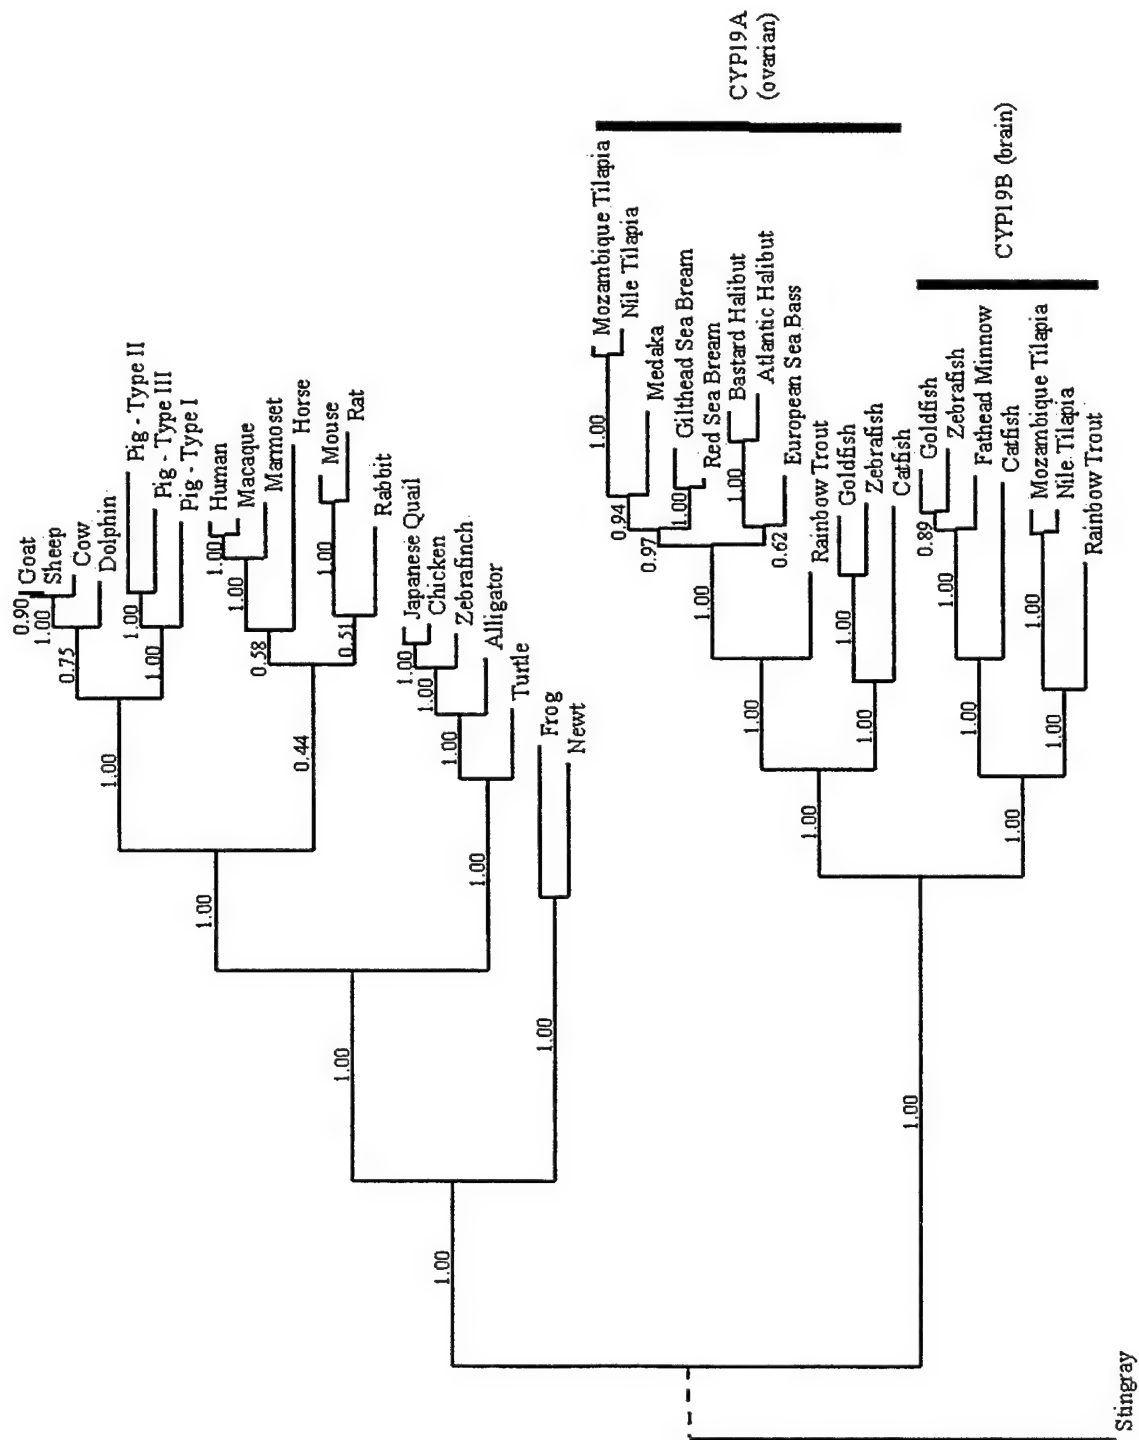 Goat
0.90
Sheep
1.00
Cow
0.75
Dolphin
1.00
Pig - Type II
1.00
Pig - Type III
1.00
Pig - Type I
Human
1.00
Macaque
1.00
Marmoset
0.58
Horse
0.44
Mouse
1.00
Rat
0.51
Rabbit
1.00
Japanese Quail
1.00
Chicken
1.00
Zebrafinch
1.00
Alligator
1.00
Turtle
1.00
Frog
1.00
Newt
1.00
Mozambique Tilapia
1.00
Nile Tilapia
0.94
Medaka
0.97
Gilthead Sea Bream
1.00
Red Sea Bream
1.00
Bastard Halibut
1.00
Atlantic Halibut
0.62
European Sea Bass
1.00
Rainbow Trout
1.00
Goldfish
1.00
Zebrafish
1.00
Catfish
CYP19A
(ovarian)
1.00
Goldfish
0.89
Zebrafish
1.00
Fathead Minnow
1.00
Catfish
1.00
Mozambique Tilapia
1.00
Nile Tilapia
1.00
Rainbow Trout
CYP19B (brain)
Stingray